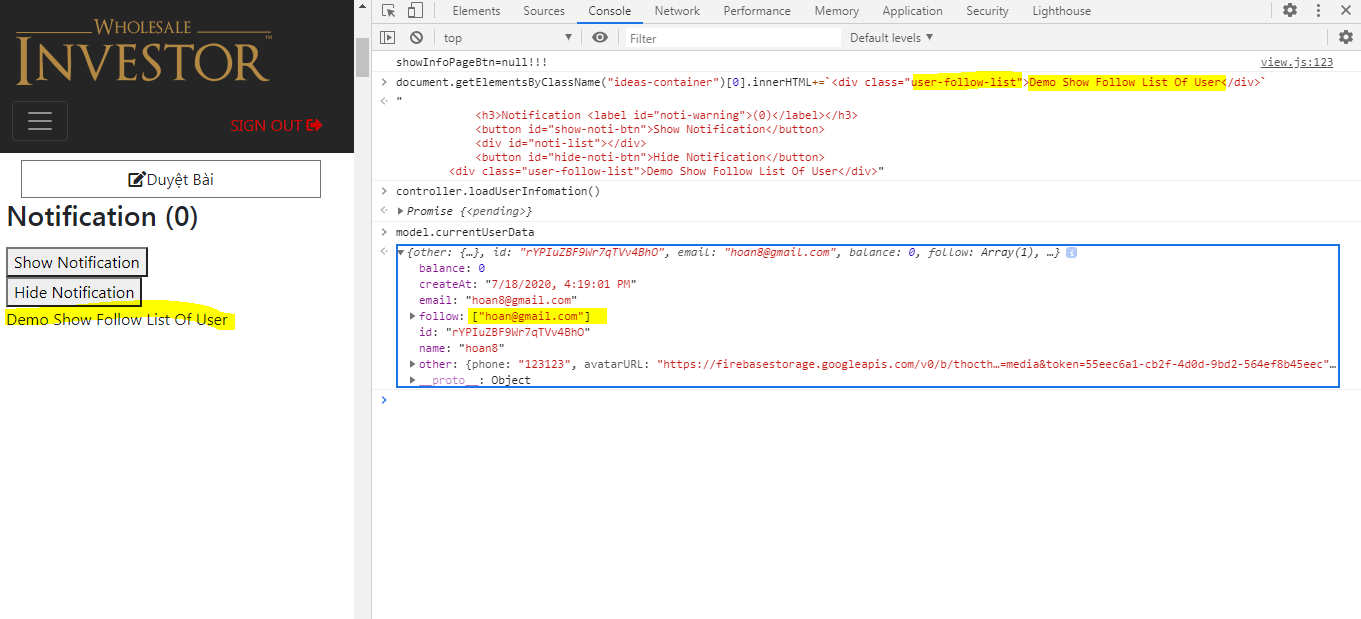 WHOLESALE
INVESTOR™
SIGN OUT
Duyệt Bài
Notification (0)
Show Notification
Hide Notification
Demo Show Follow List Of User
Elements Sources Console Network Performance Memory Application Security Lighthouse
top Filter Default levels ▼
showInfoPageBtn=null!!! view.js:123
document.getElementsByClassName("ideas-container")[0].innerHTML+=`<div class="user-follow-list">Demo Show Follow List Of User</div>`
"
<h3>Notification <label id="noti-warning">(0)</label></h3>
<button id="show-noti-btn">Show Notification</button>
<div id="noti-list"></div>
<button id="hide-noti-btn">Hide Notification</button>
<div class="user-follow-list">Demo Show Follow List Of User</div>"
controller.loadUserInfomation()
Promise {<pending>}
model.currentUserData
{other: {…}, id: "rYPIuZBF9Wr7qTVv4BhO", email: "hoan8@gmail.com", balance: 0, follow: Array(1), …}
balance: 0
createAt: "7/18/2020, 4:19:01 PM"
email: "hoan8@gmail.com"
follow: ["hoan@gmail.com"]
id: "rYPIuZBF9Wr7qTVv4BhO"
name: "hoan8"
other: {phone: "123123", avatarURL: "https://firebasestorage.googleapis.com/v0/b/thocth…=media&token=55eec6a1-cb2f-4d0d-9bd2-564ef8b45eec"…
__proto__: Object